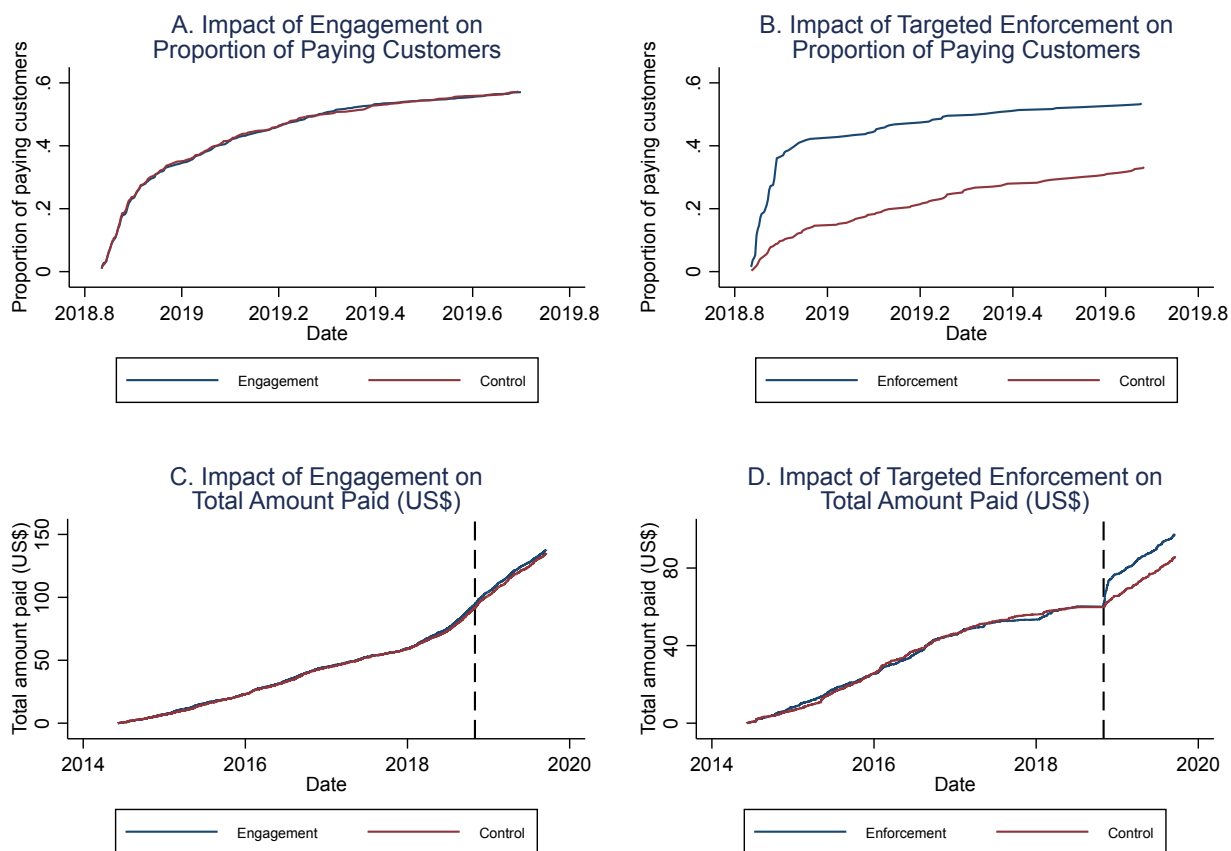 A. Impact of Engagement on
Proportion of Paying Customers
Proportion of paying customers
.6
.4
.2
0
2018.8 2019 2019.2 2019.4 2019.6 2019.8
Date
Engagement Control
B. Impact of Targeted Enforcement on
Proportion of Paying Customers
Proportion of paying customers
.6
.4
.2
0
2018.8 2019 2019.2 2019.4 2019.6 2019.8
Date
Enforcement Control
C. Impact of Engagement on
Total Amount Paid (US$)
Total amount paid (US$)
150
100
50
0
2014 2016 2018 2020
Date
Engagement Control
D. Impact of Targeted Enforcement on
Total Amount Paid (US$)
Total amount paid (US$)
80
40
0
2014 2016 2018 2020
Date
Enforcement Control